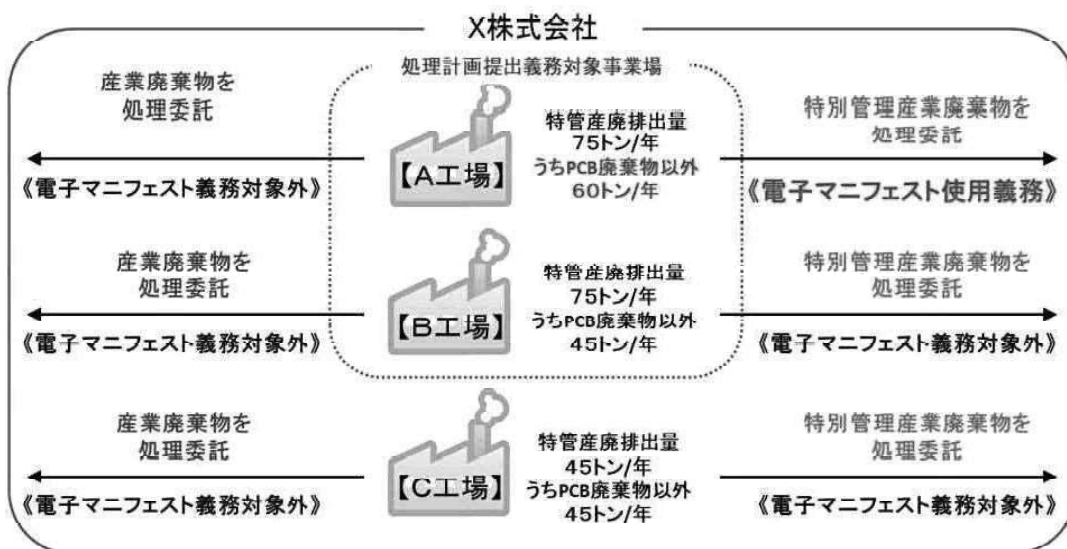 X株式会社
処理計画提出義務対象事業場
産業廃棄物を
処理委託
《電子マニフェスト義務対象外》
【A工場】
特管産廃排出量
75トン/年
うちPCB廃棄物以外
60トン/年
特別管理産業廃棄物を
処理委託
《電子マニフェスト使用義務》
産業廃棄物を
処理委託
《電子マニフェスト義務対象外》
【B工場】
特管産廃排出量
75トン/年
うちPCB廃棄物以外
45トン/年
特別管理産業廃棄物を
処理委託
《電子マニフェスト義務対象外》
産業廃棄物を
処理委託
《電子マニフェスト義務対象外》
【C工場】
特管産廃排出量
45トン/年
うちPCB廃棄物以外
45トン/年
特別管理産業廃棄物を
処理委託
《電子マニフェスト義務対象外》